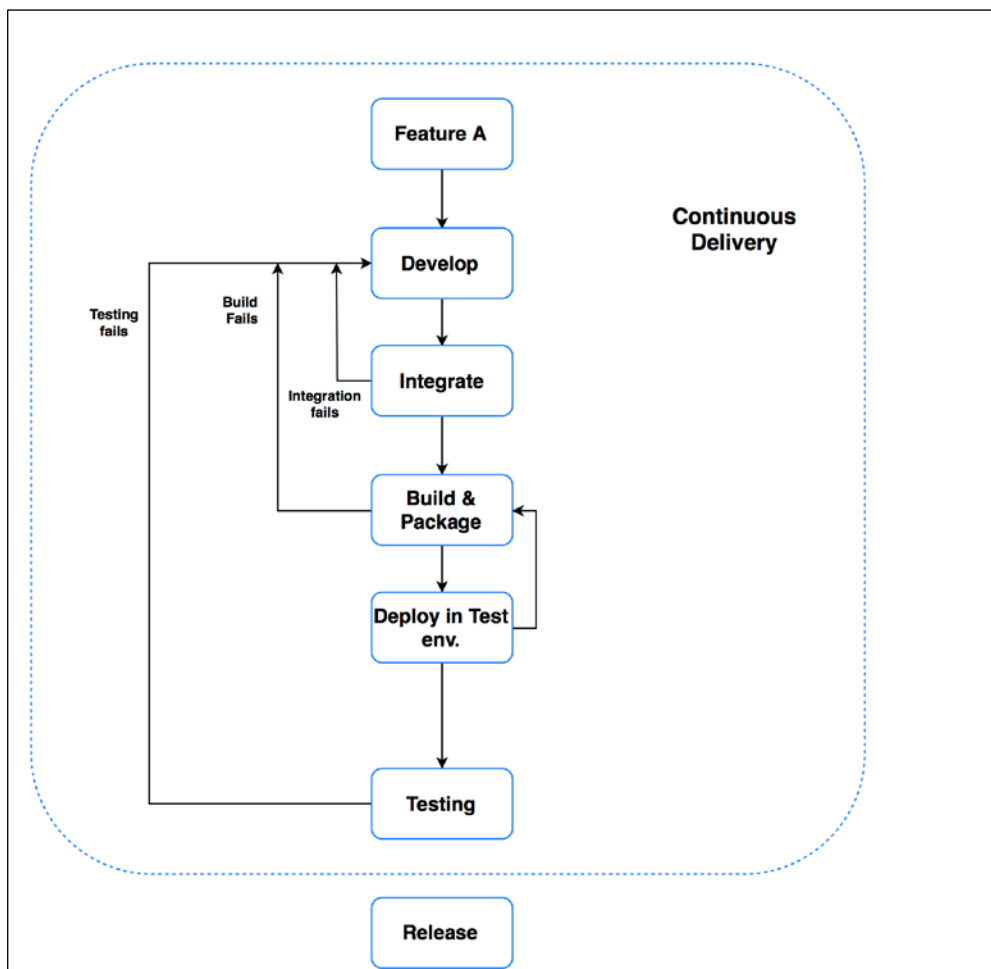 Feature A
Continuous
Delivery
Develop
Testing
fails
Build
Fails
Integrate
Integration
fails
Build &
Package
Deploy in Test
env.
Testing
Release